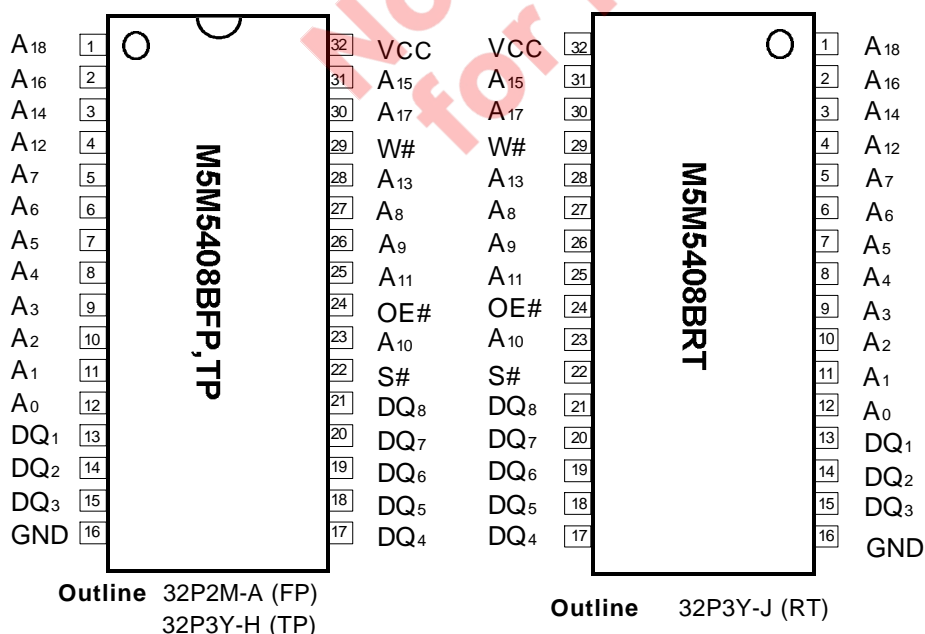 No
for
A18 1 32 VCC VCC 32 1 A18
A16 2 31 A15 A15 31 2 A16
A14 3 30 A17 A17 30 3 A14
A12 4 29 W# W# 29 4 A12
A7 5 28 A13 A13 28 5 A7
A6 6 27 A8 A8 27 6 A6
A5 7 26 A9 A9 26 7 A5
A4 8 25 A11 A11 25 8 A4
A3 9 24 OE# OE# 24 9 A3
A2 10 23 A10 A10 23 10 A2
A1 11 22 S# S# 22 11 A1
A0 12 21 DQ8 DQ8 21 12 A0
DQ1 13 20 DQ7 DQ7 20 13 DQ1
DQ2 14 19 DQ6 DQ6 19 14 DQ2
DQ3 15 18 DQ5 DQ5 18 15 DQ3
GND 16 17 DQ4 DQ4 17 16 GND
M5M5408BFP,TP
M5M5408BRT
Outline 32P2M-A (FP)
32P3Y-H (TP)
Outline 32P3Y-J (RT)